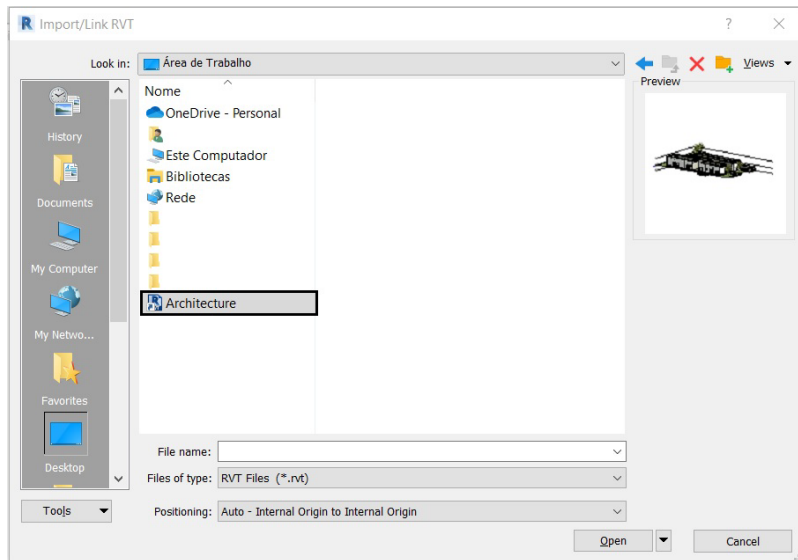 Import/Link RVT
Look in:
Área de Trabalho
Views
Preview
Nome
OneDrive - Personal
Este Computador
Bibliotecas
Rede
Architecture
History
Documents
My Computer
My Netwo...
Favorites
Desktop
File name:
Files of type: RVT Files (*.rvt)
Tools
Positioning: Auto - Internal Origin to Internal Origin
Open
Cancel